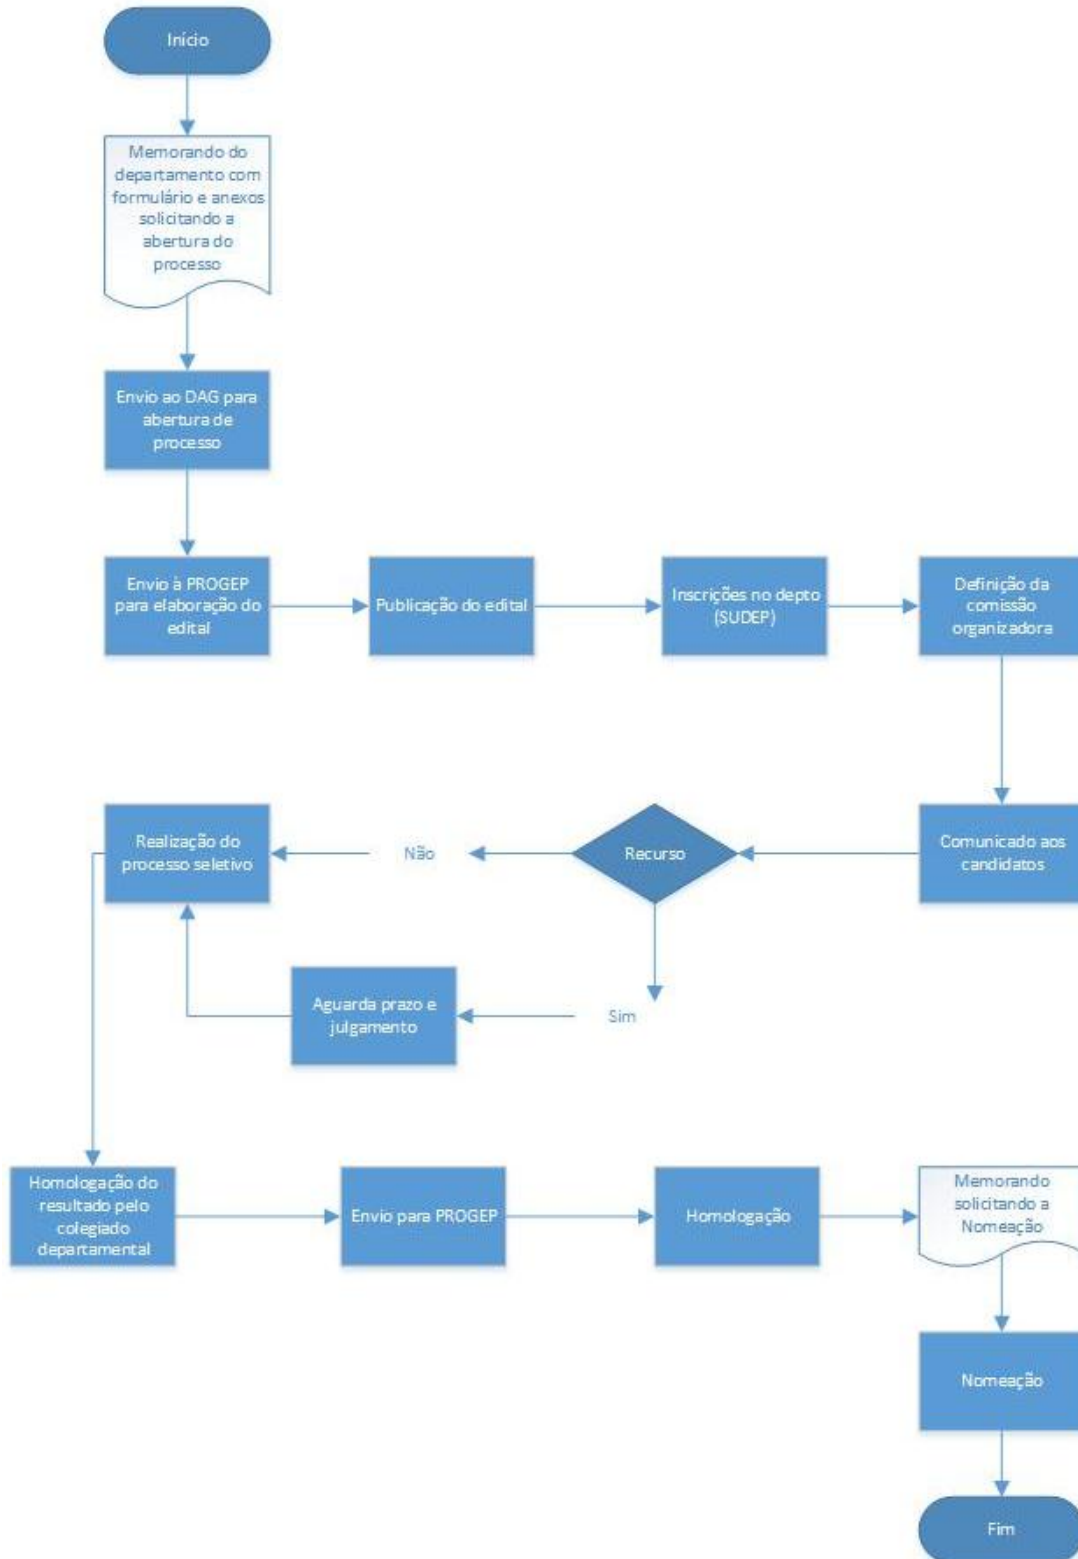 Início
Memorando do
departamento com
formulário e anexos
solicitando a
abertura do
processo
Envio ao DAG para
abertura de
processo
Envio à PROGEP
para elaboração do
edital
Publicação do edital
Inscrições no depto
(SUDEP)
Definição da
comissão
organizadora
Comunicado aos
candidatos
Recurso
Não
Realização do
processo seletivo
Sim
Aguarda prazo e
julgamento
Homologação do
resultado pelo
colegiado
departamental
Envio para PROGEP
Homologação
Memorando
solicitando a
Nomeação
Nomeação
Fim